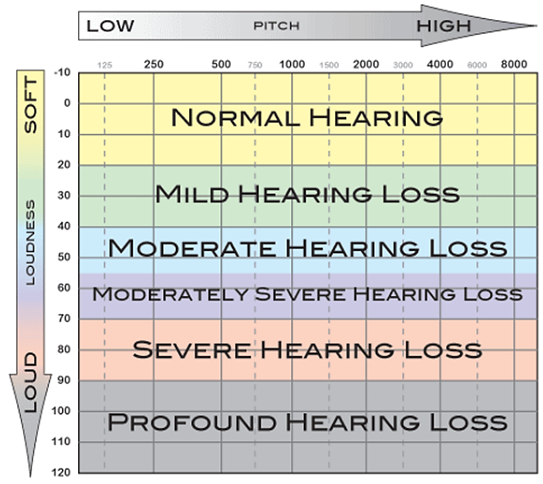 LOW PITCH HIGH
125 250 500 750 1000 1500 2000 3000 4000 6000 8000
SOFT
LOUDNESS
LOUD
-10
0
NORMAL HEARING
10
20
30
MILD HEARING LOSS
40
MODERATE HEARING LOSS
50
60
MODERATELY SEVERE HEARING LOSS
70
80
SEVERE HEARING LOSS
90
100
PROFOUND HEARING LOSS
110
120